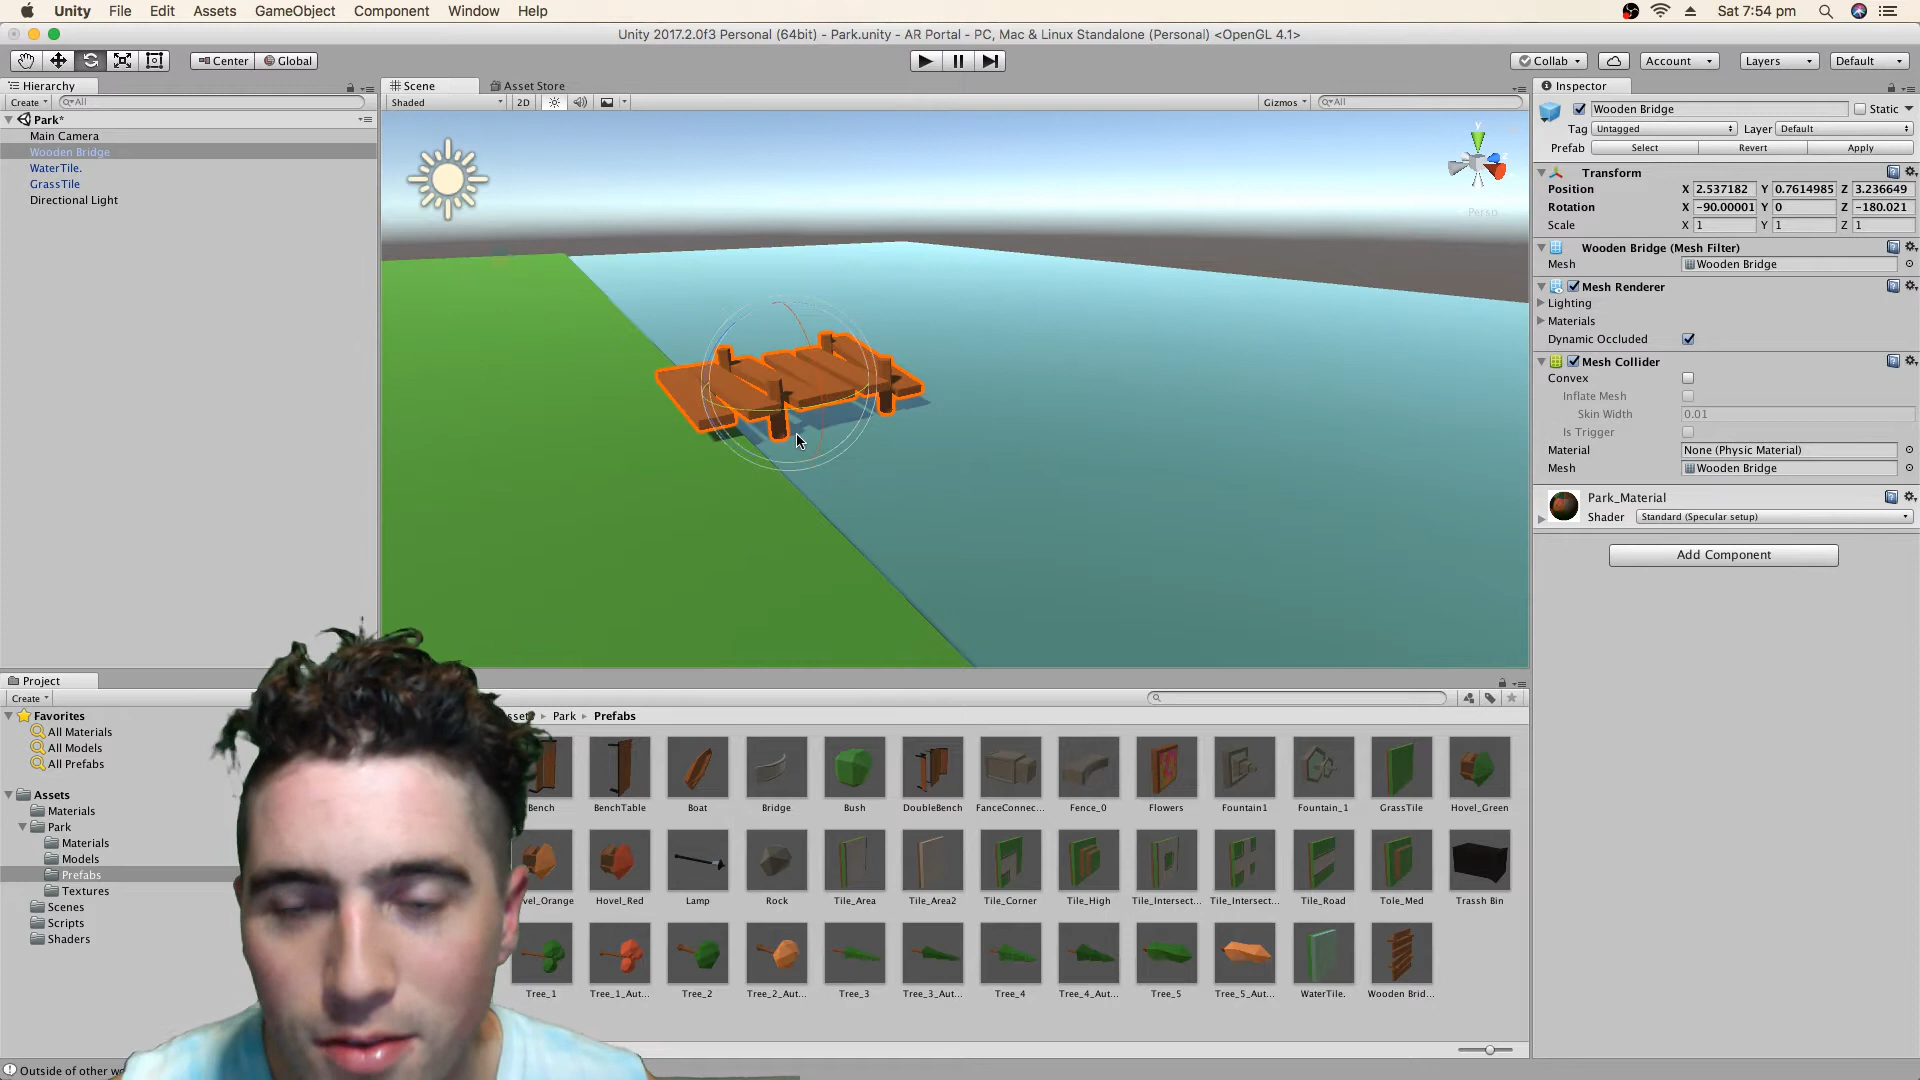 Unity File Edit Assets GameObject Component Window Help Sat 7:54 pm
Unity 2017.2.0f3 Personal (64bit) - Park.unity - AR Portal - PC, Mac & Linux Standalone (Personal) <OpenGL 4.1>
Center Global Collab Account Layers Default
Hierarchy
Create All
Park*
Main Camera
Wooden Bridge
WaterTile.
GrassTile
Directional Light
Scene Asset Store
Shaded 2D Gizmos All
y
Persp
Inspector
Wooden Bridge Static
Tag Untagged Layer Default
Prefab Select Revert Apply
Transform
Position X 2.537182 Y 0.7614985 Z 3.236649
Rotation X -90.00001 Y 0 Z -180.021
Scale X 1 Y 1 Z 1
Wooden Bridge (Mesh Filter)
Mesh Wooden Bridge
Mesh Renderer
Lighting
Materials
Dynamic Occluded
Mesh Collider
Convex
Inflate Mesh
Skin Width 0.01
Is Trigger
Material None (Physic Material)
Mesh Wooden Bridge
Park_Material
Shader Standard (Specular setup)
Add Component
Project
Create
Favorites
All Materials
All Models
All Prefabs
Assets
Materials
Park
Materials
Models
Prefabs
Textures
Scenes
Scripts
Shaders
Park Prefabs
Bench BenchTable Boat Bridge Bush DoubleBench FanceConnec... Fence_0 Flowers Fountain1 Fountain_1 GrassTile Hovel_Green
vel_Orange Hovel_Red Lamp Rock Tile_Area Tile_Area2 Tile_Corner Tile_High Tile_Intersect... Tile_Intersect... Tile_Road Tole_Med Trassh Bin
Tree_1 Tree_1_Aut... Tree_2 Tree_2_Aut... Tree_3 Tree_3_Aut... Tree_4 Tree_4_Aut... Tree_5 Tree_5_Aut... WaterTile. Wooden Brid...
Outside of other wo